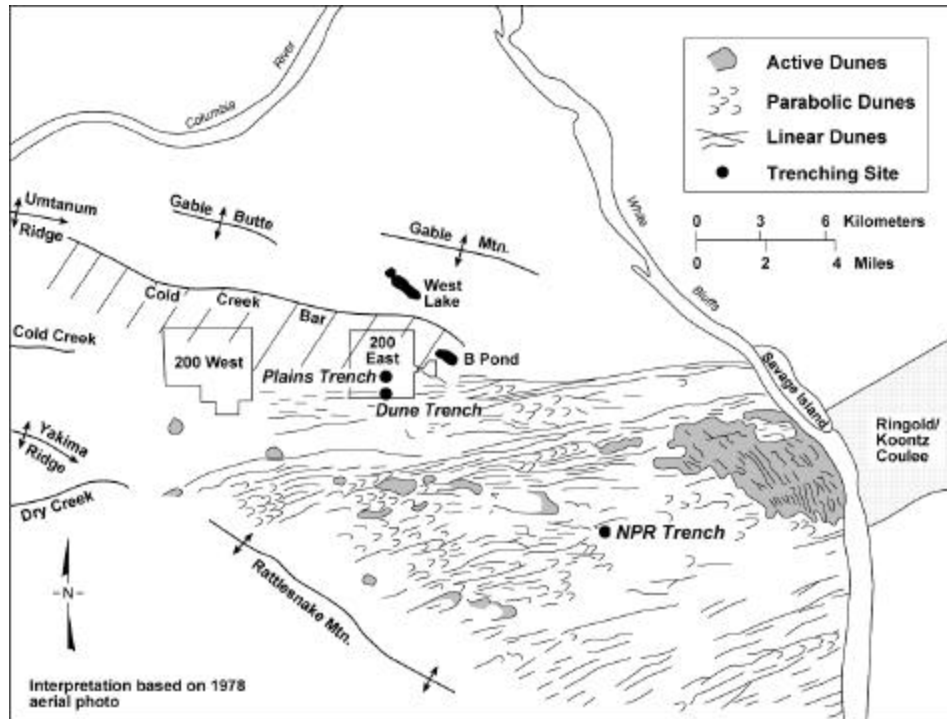 Columbia
River
Active Dunes
Parabolic Dunes
Linear Dunes
Trenching Site
0 3 6 Kilometers
0 2 4 Miles
White
Bluffs
Umtanum
Ridge
Gable
Butte
Gable
Mtn.
West
Lake
Cold
Creek
Bar
Cold Creek
200 West
200
East
B Pond
Plains Trench
Dune Trench
Savage Island
Ringold/
Koontz
Coulee
Yakima
Ridge
Dry Creek
NPR Trench
Rattlesnake Mtn.
-N-
Interpretation based on 1978
aerial photo